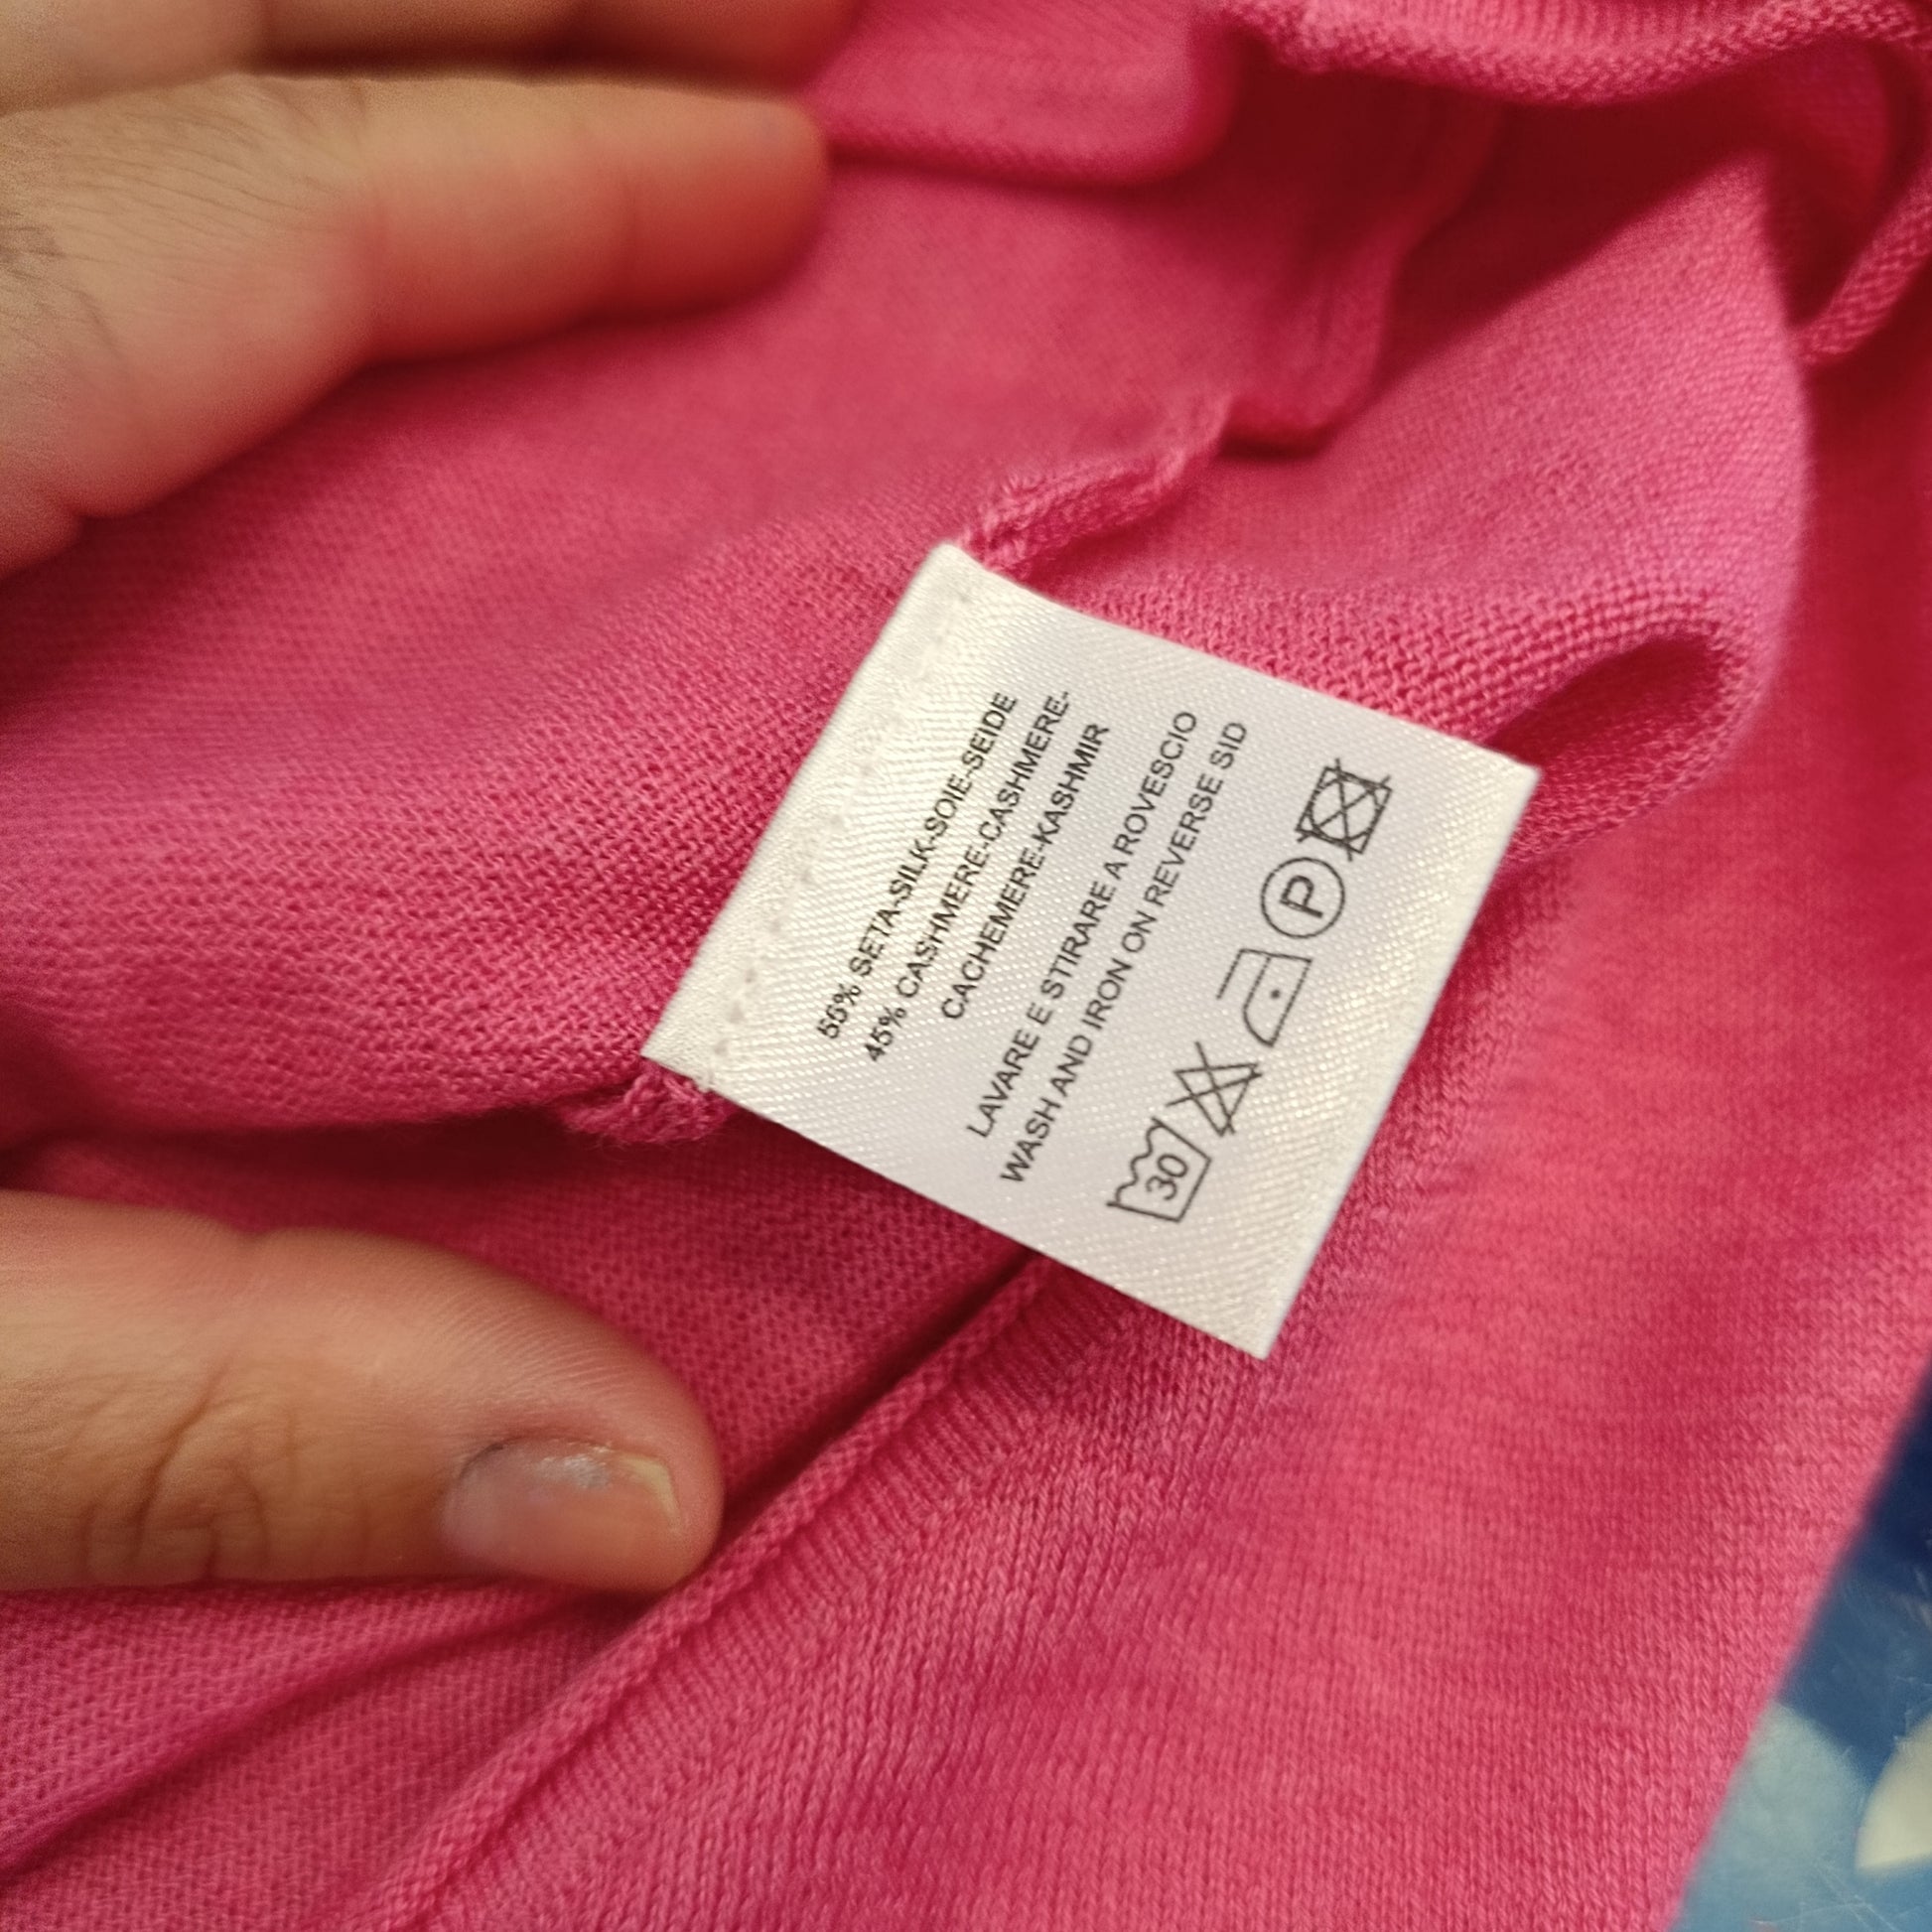 55% SETA-SILK-SOIE-SEIDE
45% CASHMERE-CASHMERE-
CACHEMERE-KASHMIR
LAVARE E STIRARE A ROVESCIO
WASH AND IRON ON REVERSE SID
30 P